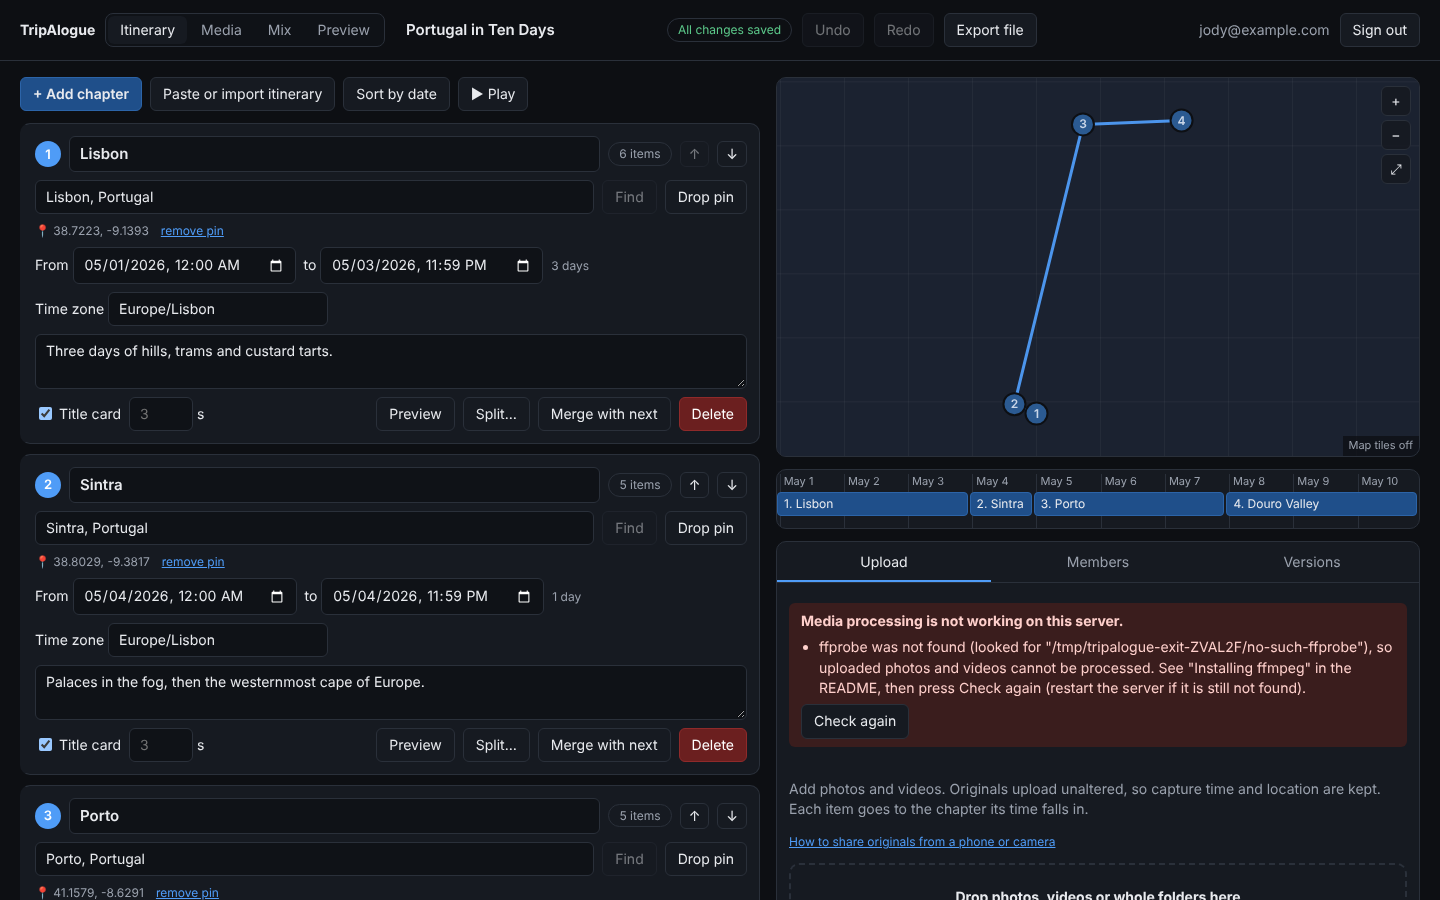 TripAlogue
Itinerary
Media
Mix
Preview
Portugal in Ten Days
All changes saved
Undo
Redo
Export file
jody@example.com
Sign out
+ Add chapter
Paste or import itinerary
Sort by date
▶ Play
1
Lisbon
6 items
↑
↓
Lisbon, Portugal
Find
Drop pin
📍 38.7223, -9.1393 remove pin
From 05/01/2026, 12:00 AM to 05/03/2026, 11:59 PM 3 days
Time zone Europe/Lisbon
Three days of hills, trams and custard tarts.
Title card 3 s
Preview
Split...
Merge with next
Delete
2
Sintra
5 items
↑
↓
Sintra, Portugal
Find
Drop pin
📍 38.8029, -9.3817 remove pin
From 05/04/2026, 12:00 AM to 05/04/2026, 11:59 PM 1 day
Time zone Europe/Lisbon
Palaces in the fog, then the westernmost cape of Europe.
Title card 3 s
Preview
Split...
Merge with next
Delete
3
Porto
5 items
↑
↓
Porto, Portugal
Find
Drop pin
📍 41.1579, -8.6291 remove pin
3
4
2
1
+
−
⤢
Map tiles off
May 1 May 2 May 3 May 4 May 5 May 6 May 7 May 8 May 9 May 10
1. Lisbon 2. Sintra 3. Porto 4. Douro Valley
Upload
Members
Versions
Media processing is not working on this server.
• ffprobe was not found (looked for "/tmp/tripalogue-exit-ZVAL2F/no-such-ffprobe"), so
uploaded photos and videos cannot be processed. See "Installing ffmpeg" in the
README, then press Check again (restart the server if it is still not found).
Check again
Add photos and videos. Originals upload unaltered, so capture time and location are kept.
Each item goes to the chapter its time falls in.
How to share originals from a phone or camera
Drop photos, videos or whole folders here